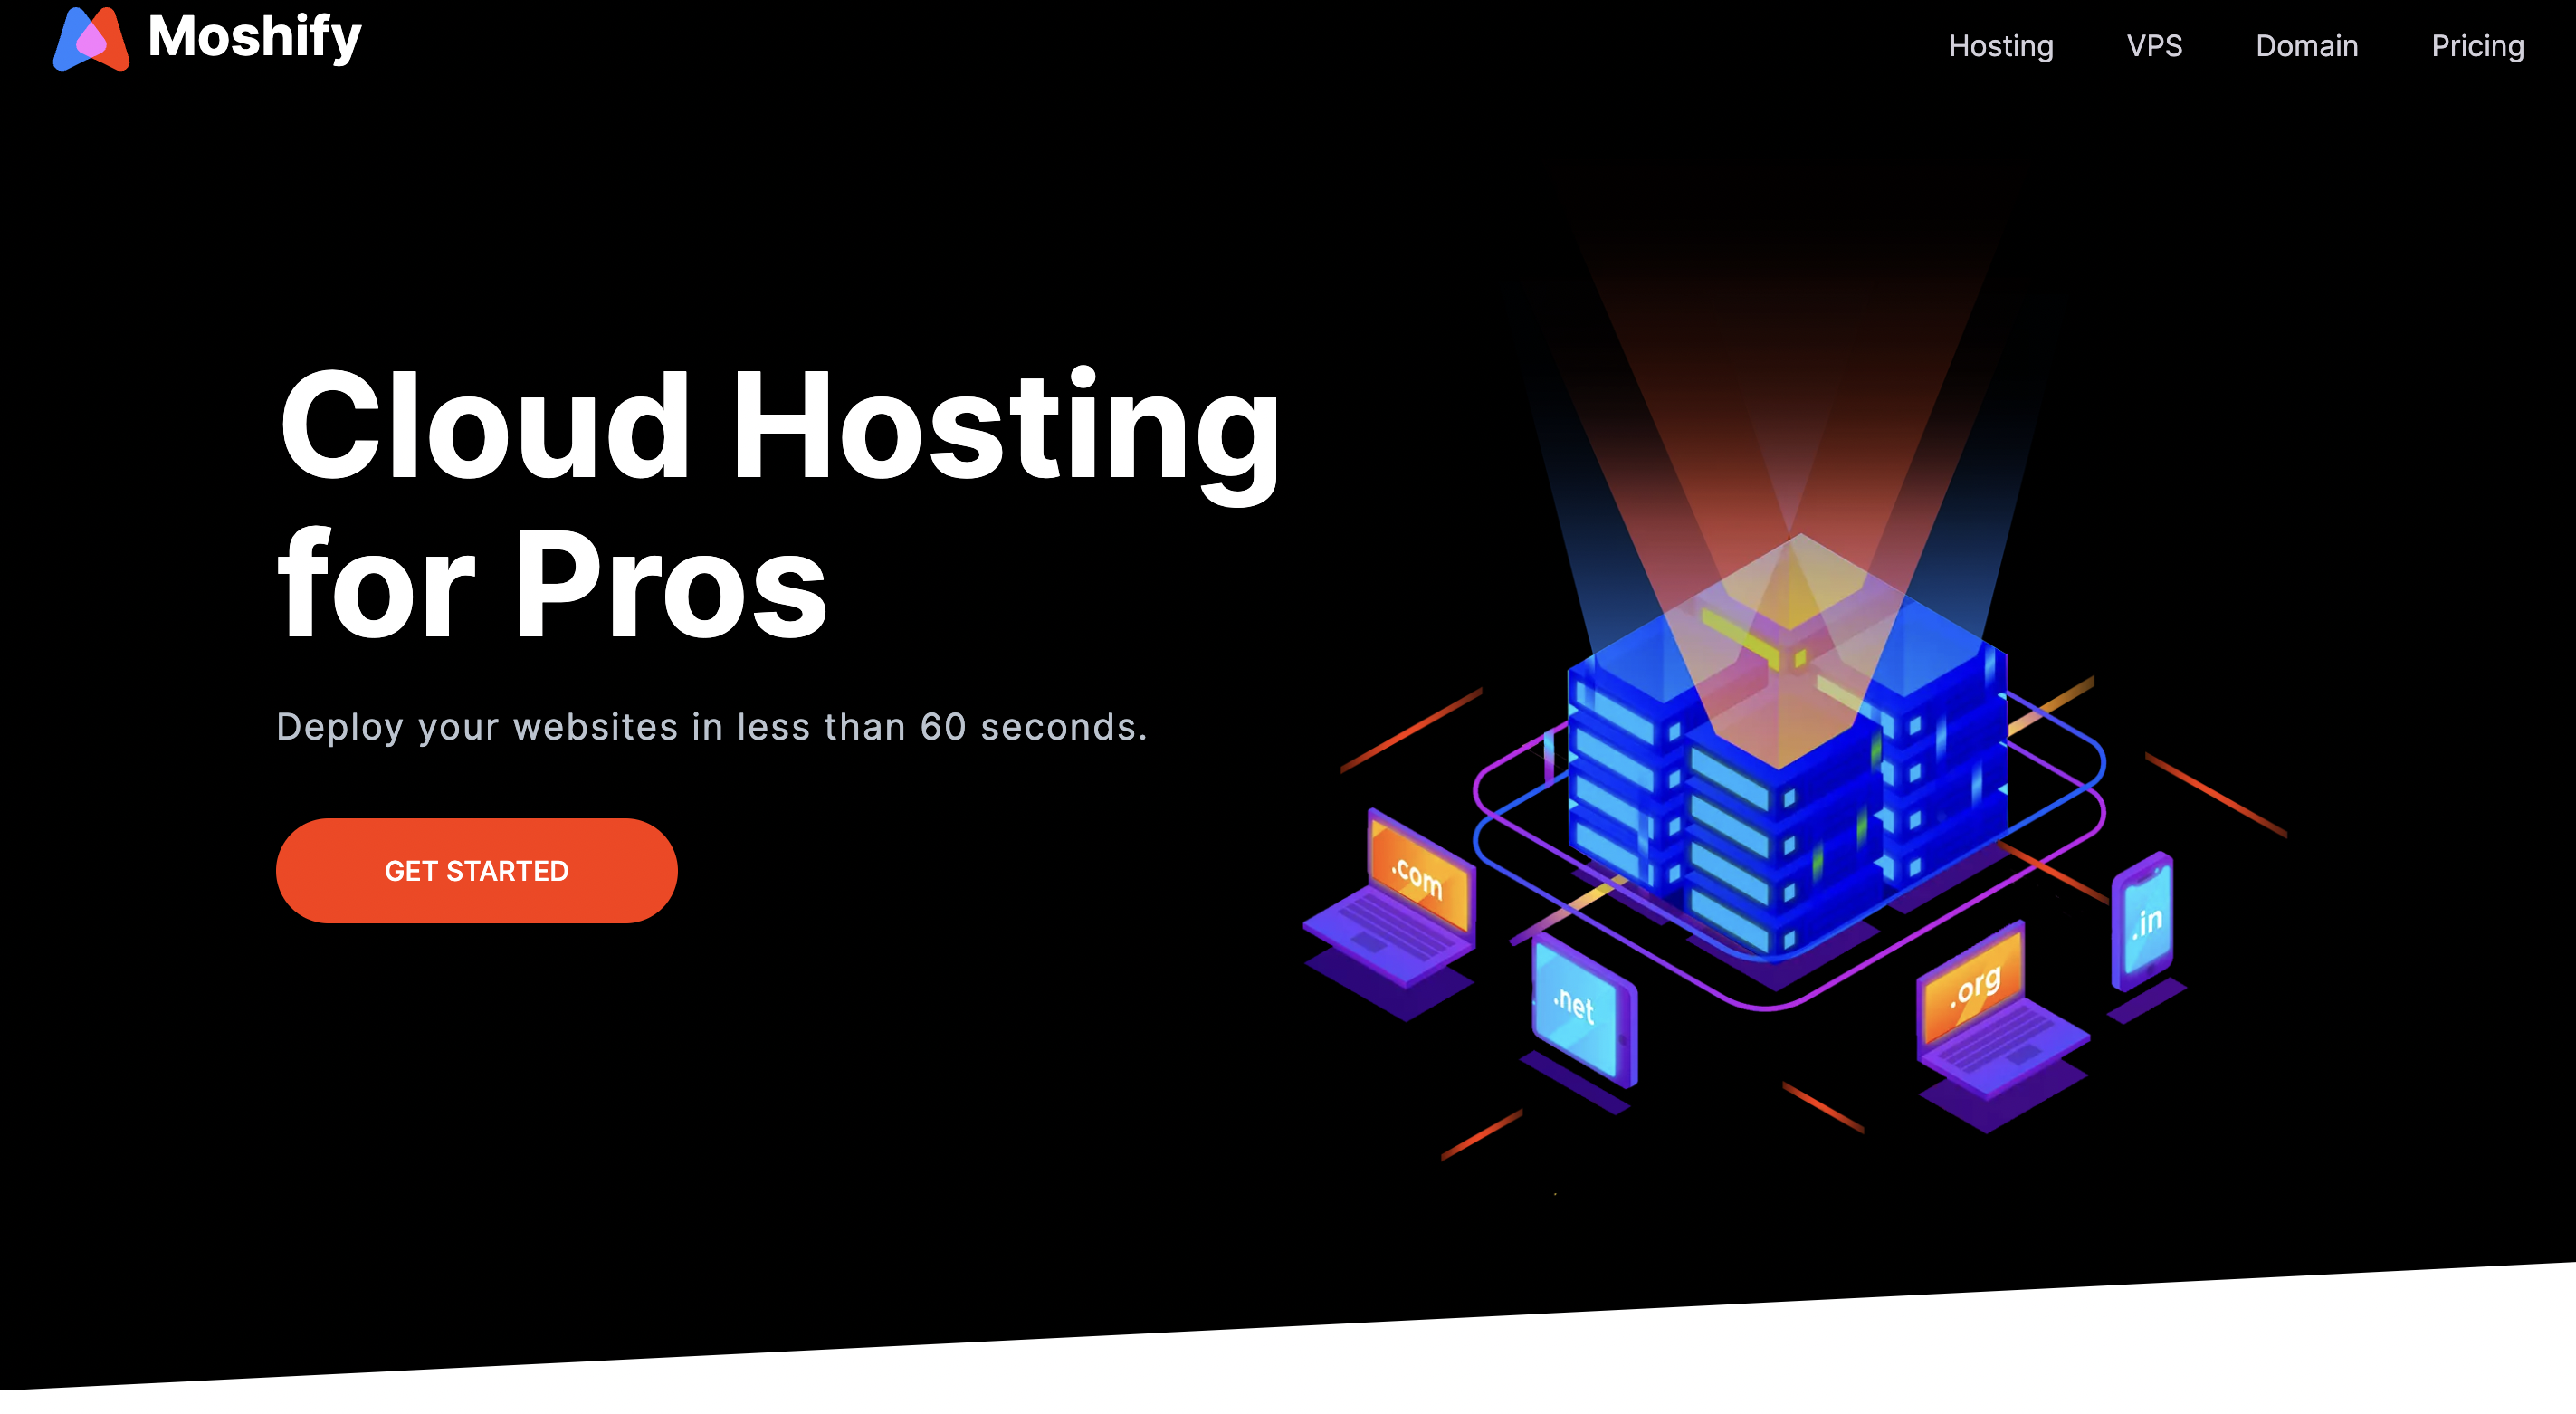 Moshify
Hosting VPS Domain Pricing
Cloud Hosting
for Pros
Deploy your websites in less than 60 seconds.
GET STARTED
.com
.net
.org
.in